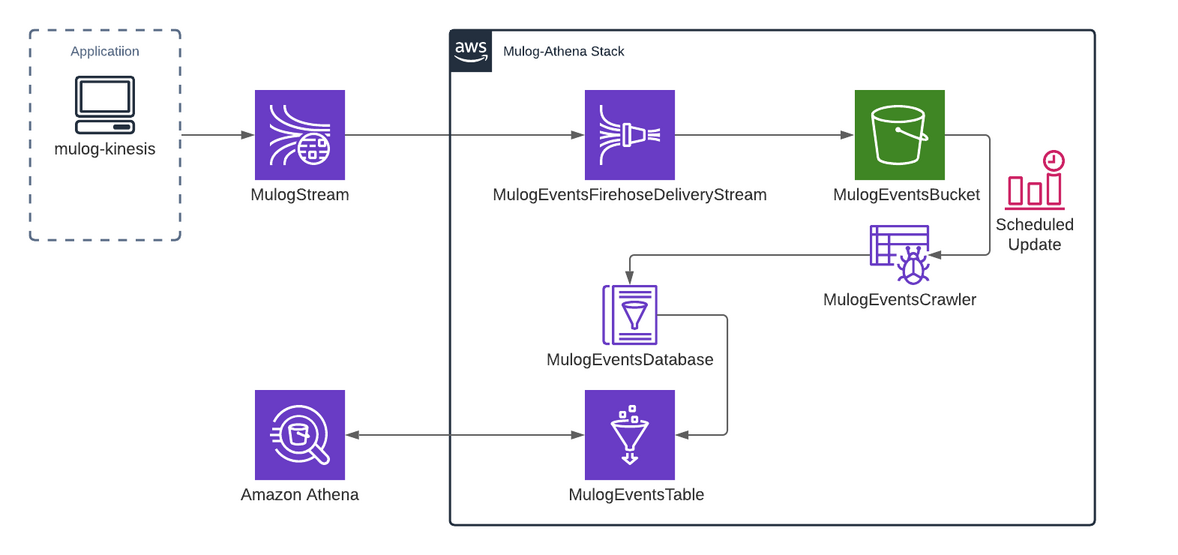 Applicatiion
mulog-kinesis
aws
Mulog-Athena Stack
MulogStream
MulogEventsFirehoseDeliveryStream
MulogEventsBucket
Scheduled
Update
MulogEventsCrawler
MulogEventsDatabase
Amazon Athena
MulogEventsTable